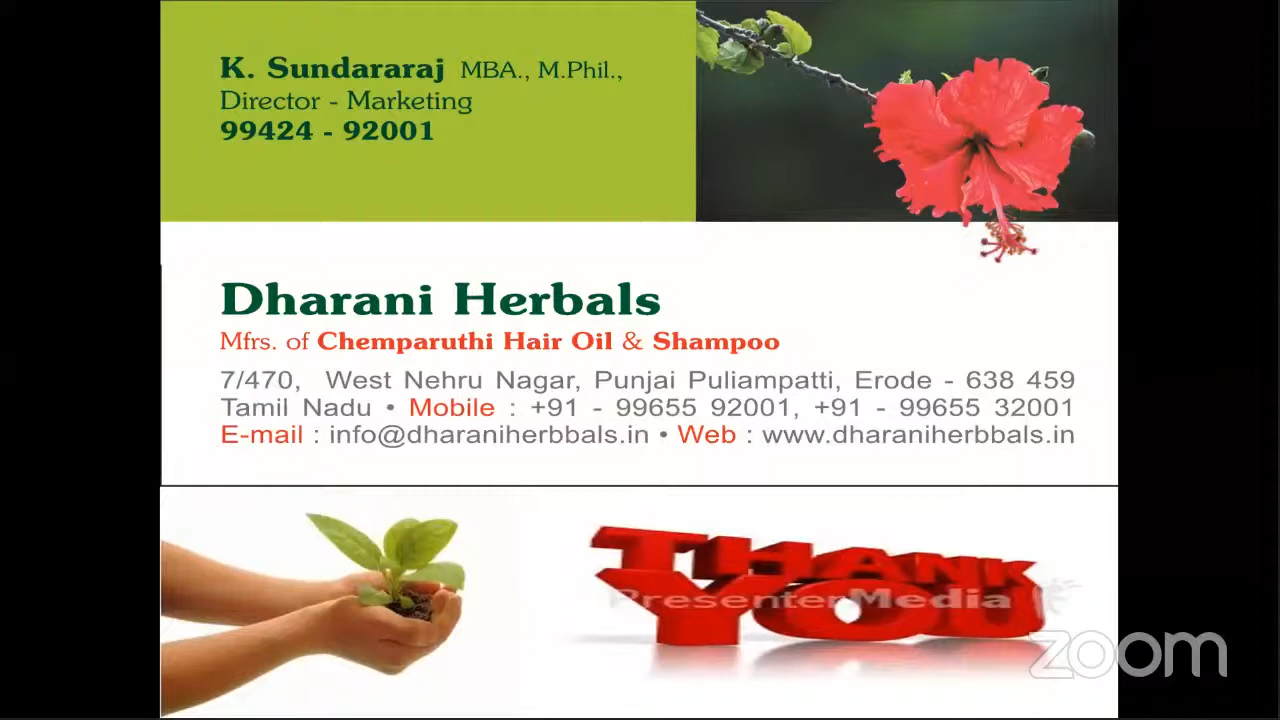 K. Sundararaj MBA., M.Phil.,
Director - Marketing
99424 - 92001
Dharani Herbals
Mfrs. of Chemparuthi Hair Oil & Shampoo
7/470, West Nehru Nagar, Punjai Puliampatti, Erode - 638 459
Tamil Nadu • Mobile : +91 - 99655 92001, +91 - 99655 32001
E-mail : info@dharaniherbbals.in • Web : www.dharaniherbbals.in
THANK
YOU
PresenterMedia
zoom